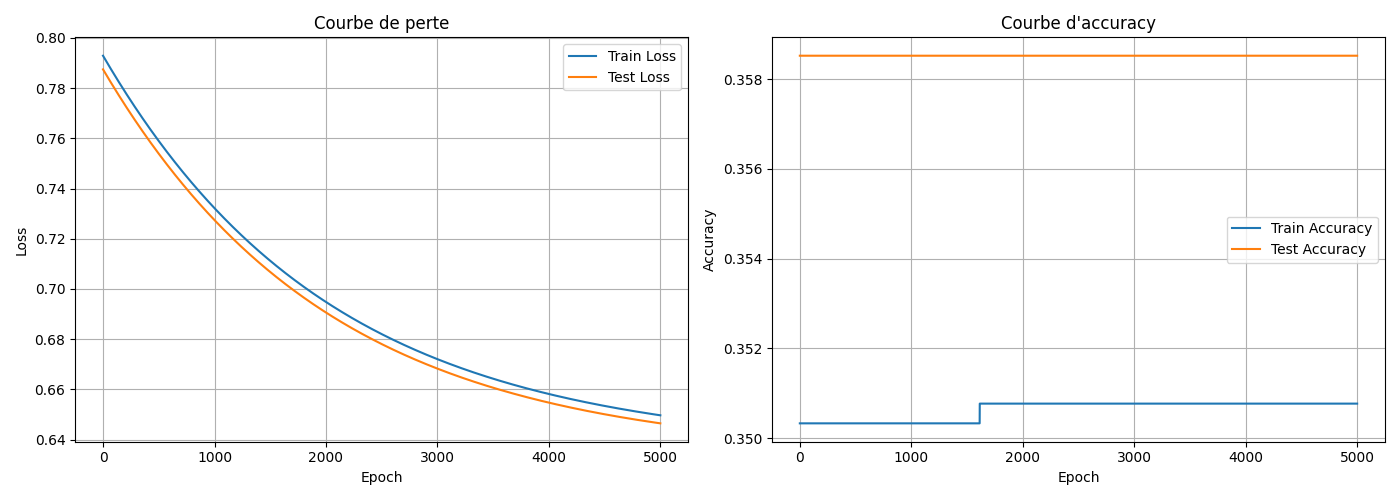 Courbe de perte
0.80
0.78
0.76
0.74
0.72
0.70
0.68
0.66
0.64
Loss
Train Loss
Test Loss
0
1000
2000
3000
4000
5000
Epoch
Courbe d'accuracy
0.358
0.356
0.354
0.352
0.350
Accuracy
Train Accuracy
Test Accuracy
0
1000
2000
3000
4000
5000
Epoch